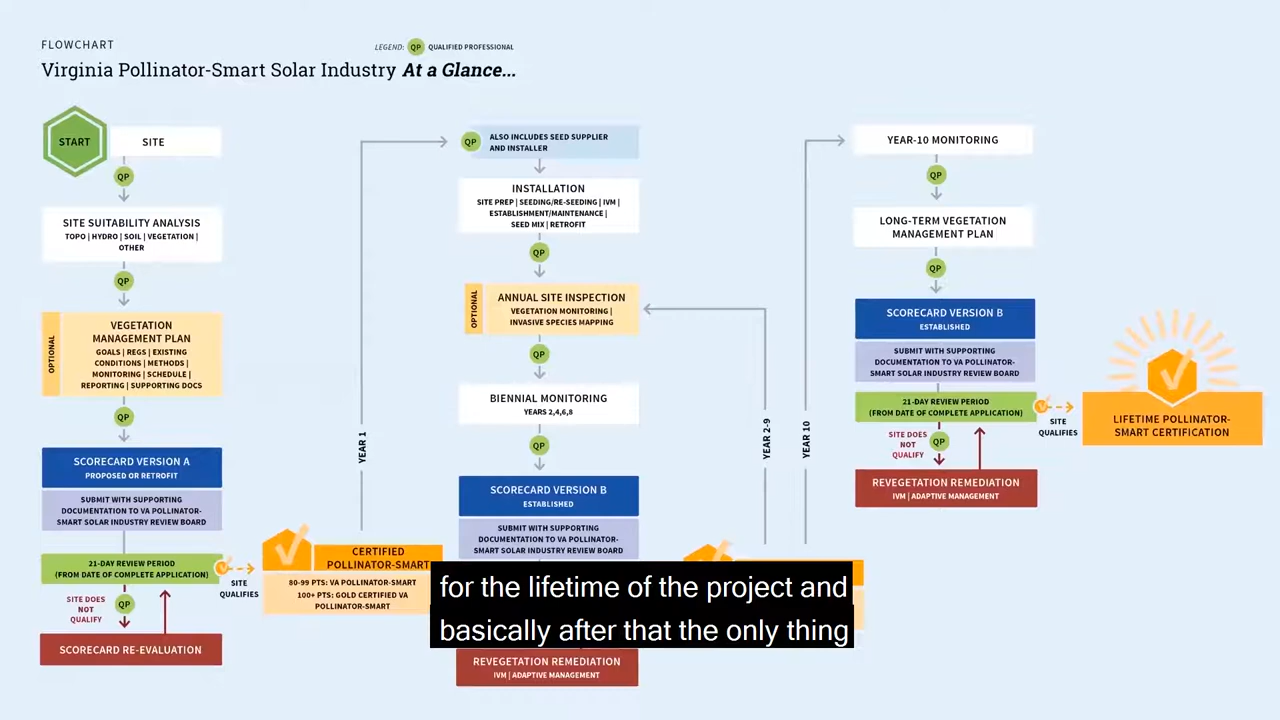 FLOWCHART
LEGEND: QP QUALIFIED PROFESSIONAL
Virginia Pollinator-Smart Solar Industry At a Glance...
START
SITE
QP
SITE SUITABILITY ANALYSIS
TOPO | HYDRO | SOIL | VEGETATION |
OTHER
QP
OPTIONAL
VEGETATION
MANAGEMENT PLAN
GOALS | REGS | EXISTING
CONDITIONS | METHODS |
MONITORING | SCHEDULE |
REPORTING | SUPPORTING DOCS
QP
SCORECARD VERSION A
PROPOSED OR RETROFIT
SUBMIT WITH SUPPORTING
DOCUMENTATION TO VA POLLINATOR-
SMART SOLAR INDUSTRY REVIEW BOARD
21-DAY REVIEW PERIOD
(FROM DATE OF COMPLETE APPLICATION)
SITE
QUALIFIES
SITE DOES
NOT
QUALIFY
QP
SCORECARD RE-EVALUATION
CERTIFIED
POLLINATOR-SMART
80-99 PTS: VA POLLINATOR-SMART
100+ PTS: GOLD CERTIFIED VA
POLLINATOR-SMART
YEAR 1
QP
ALSO INCLUDES SEED SUPPLIER
AND INSTALLER
INSTALLATION
SITE PREP | SEEDING/RE-SEEDING | IVM |
ESTABLISHMENT/MAINTENANCE |
SEED MIX | RETROFIT
QP
OPTIONAL
ANNUAL SITE INSPECTION
VEGETATION MONITORING |
INVASIVE SPECIES MAPPING
QP
BIENNIAL MONITORING
YEARS 2,4,6,8
QP
SCORECARD VERSION B
ESTABLISHED
SUBMIT WITH SUPPORTING
DOCUMENTATION TO VA POLLINATOR-
SMART SOLAR INDUSTRY REVIEW BOARD
REVEGETATION REMEDIATION
IVM | ADAPTIVE MANAGEMENT
YEAR 2-9
YEAR 10
YEAR-10 MONITORING
QP
LONG-TERM VEGETATION
MANAGEMENT PLAN
QP
SCORECARD VERSION B
ESTABLISHED
SUBMIT WITH SUPPORTING
DOCUMENTATION TO VA POLLINATOR-
SMART SOLAR INDUSTRY REVIEW BOARD
21-DAY REVIEW PERIOD
(FROM DATE OF COMPLETE APPLICATION)
SITE
QUALIFIES
SITE DOES
NOT
QUALIFY
QP
REVEGETATION REMEDIATION
IVM | ADAPTIVE MANAGEMENT
LIFETIME POLLINATOR-
SMART CERTIFICATION
for the lifetime of the project and
basically after that the only thing